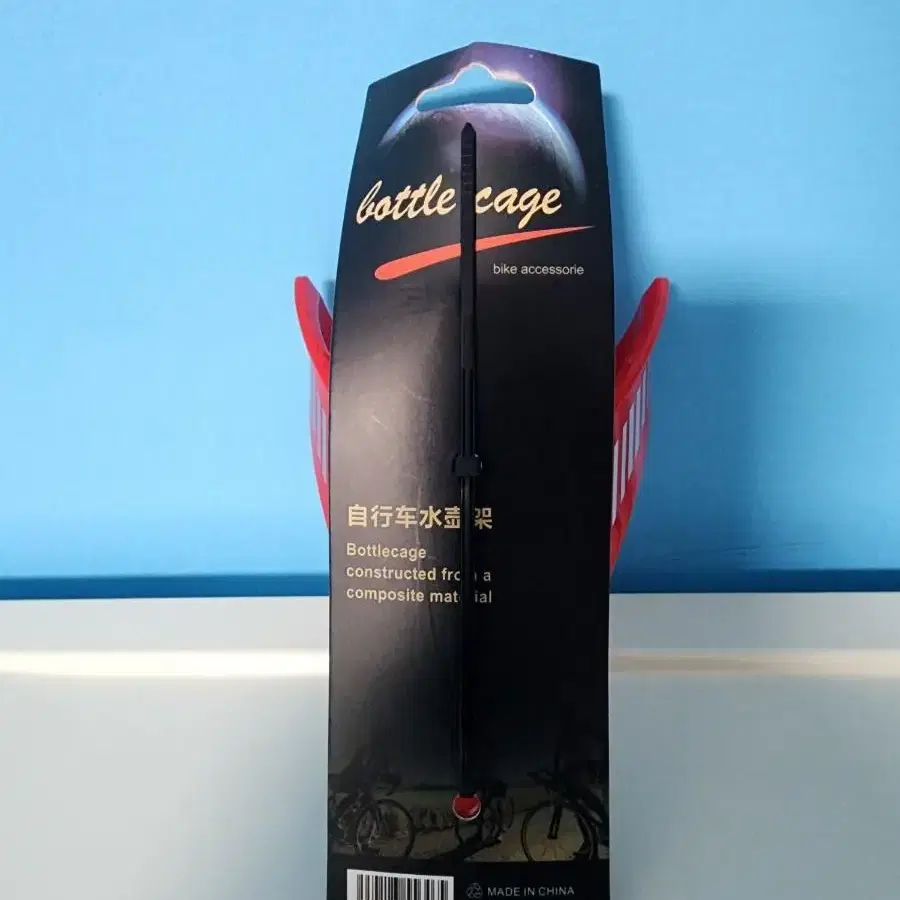 bottle cage
bike accessorie
自行车水壶架
Bottlecage
constructed from a
composite material
MADE IN CHINA